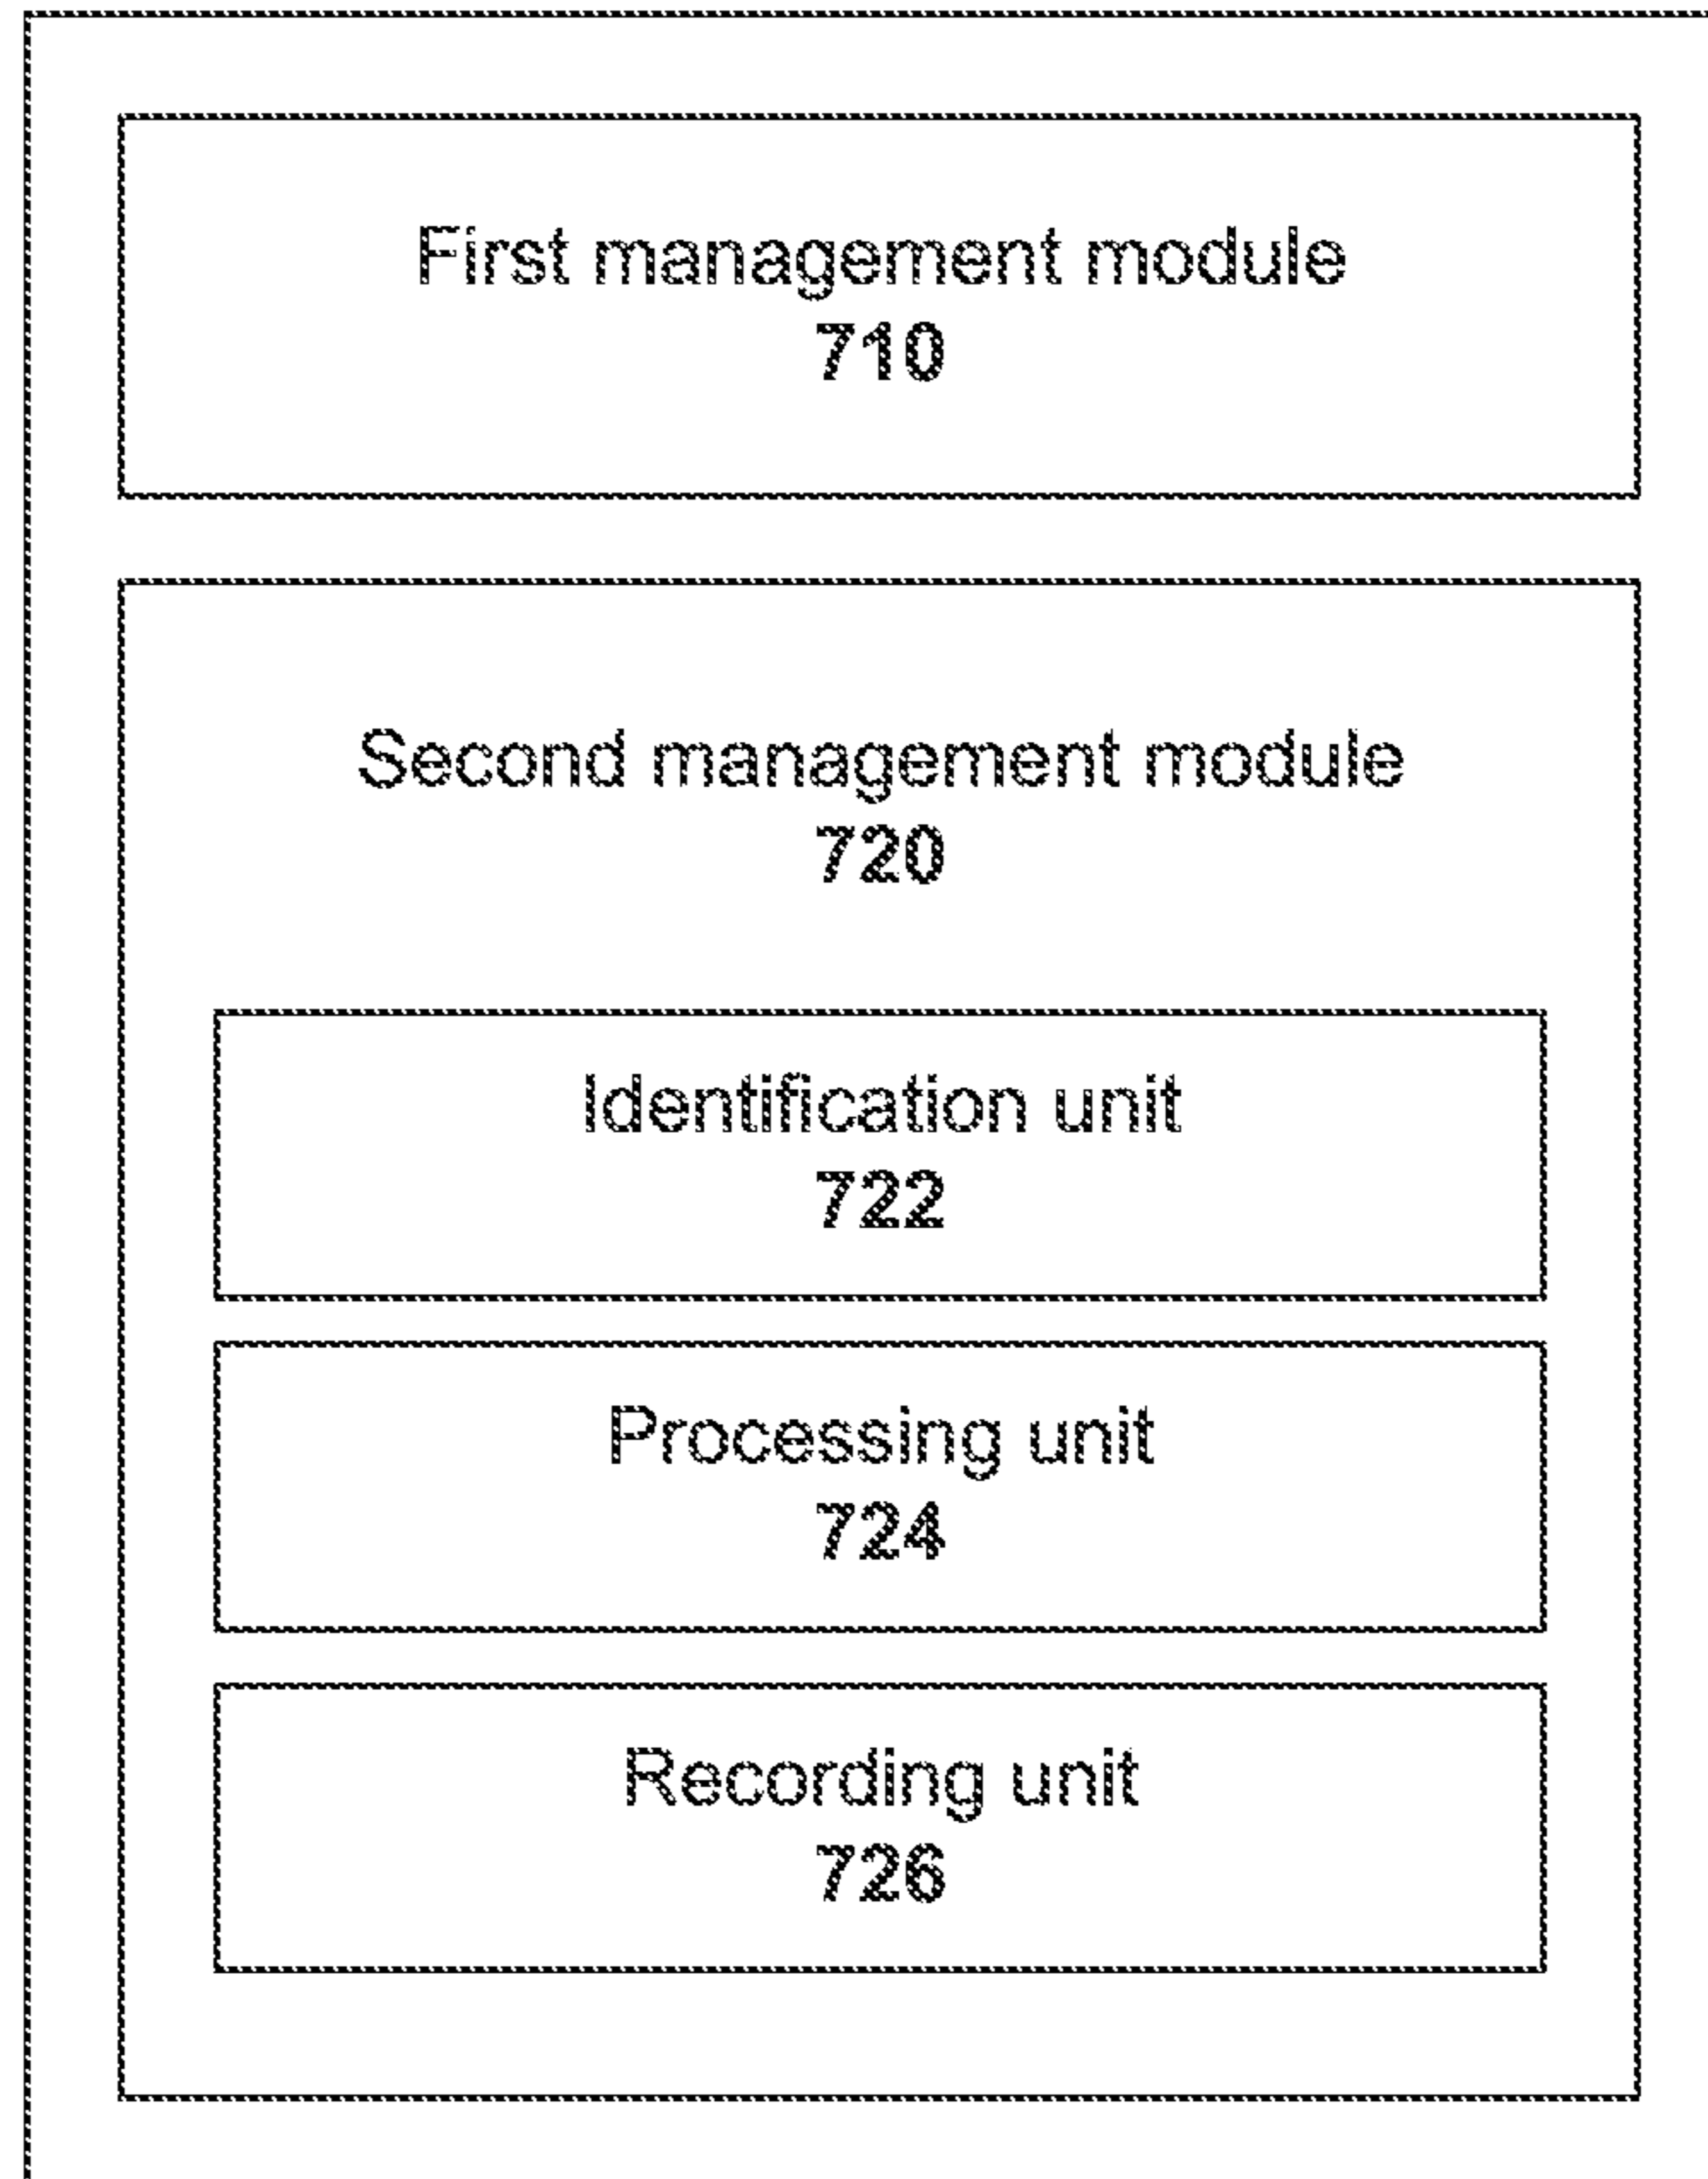 First management module
710
Second management module
720
Identification unit
722
Processing unit
724
Recording unit
726